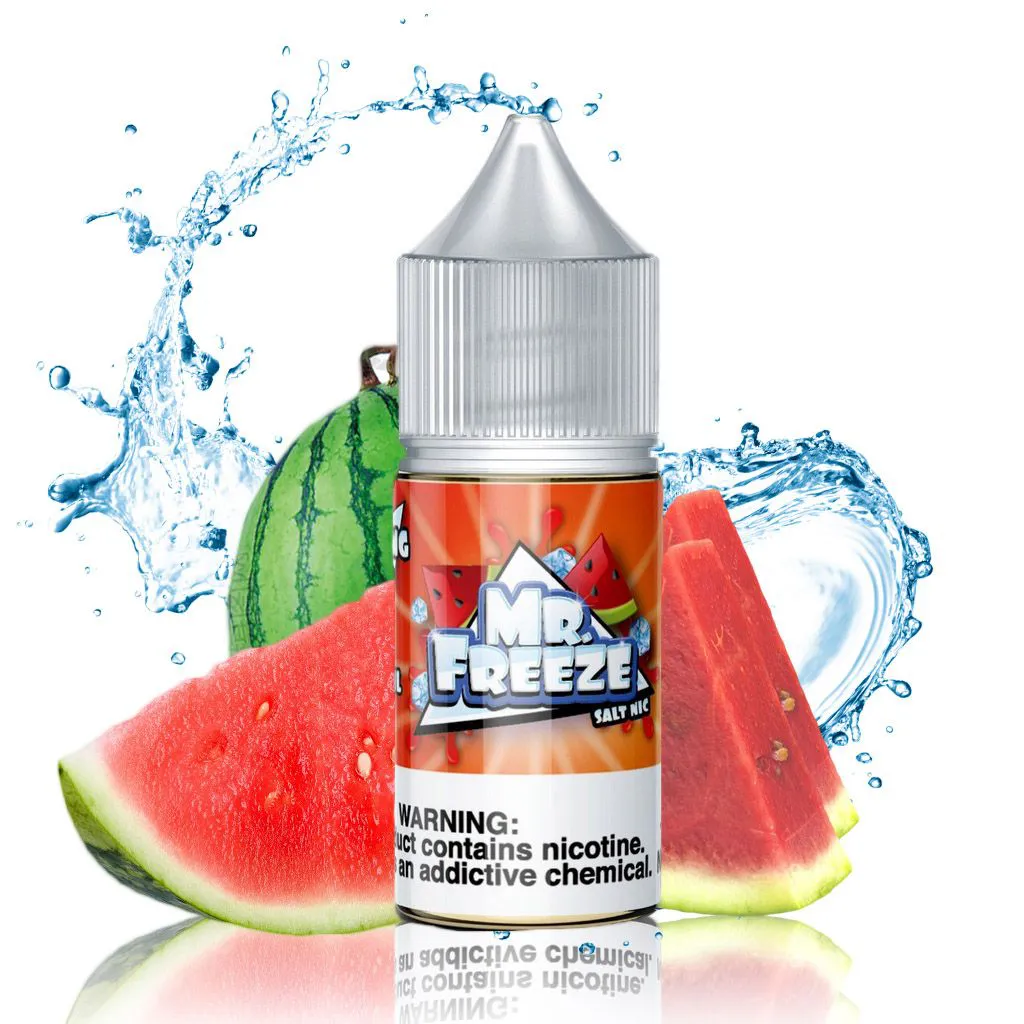 MR.
FREEZE
SALT NIC
WARNING:
uct contains nicotine.
an addictive chemical.